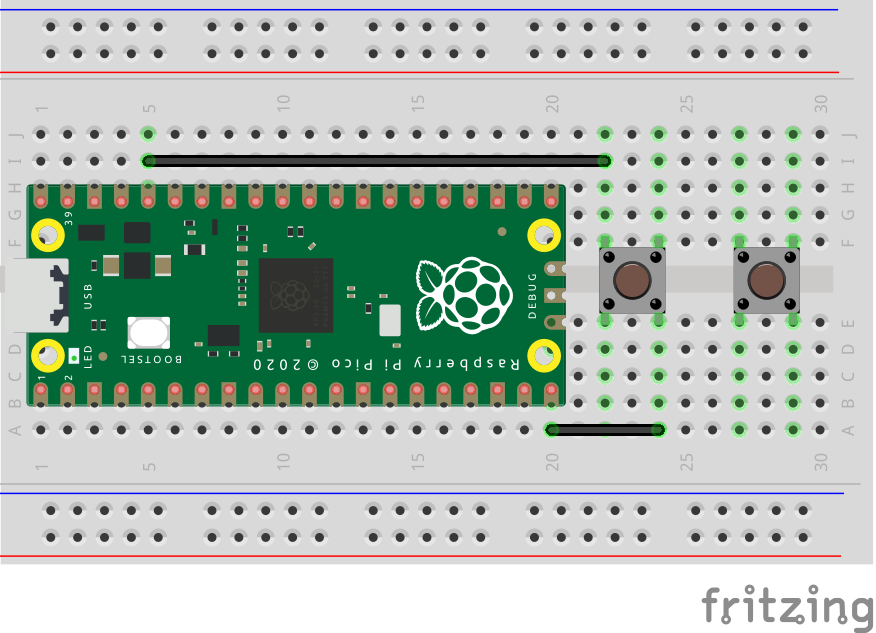 1 5 10 15 20 25 30
J J
I I
H H
G G
F F
39
USB
DEBUG
E
D D
C C
B B
A A
1
2
LED
BOOTSEL
Raspberry Pi Pico © 2020
1 5 10 15 20 25 30
fritzing